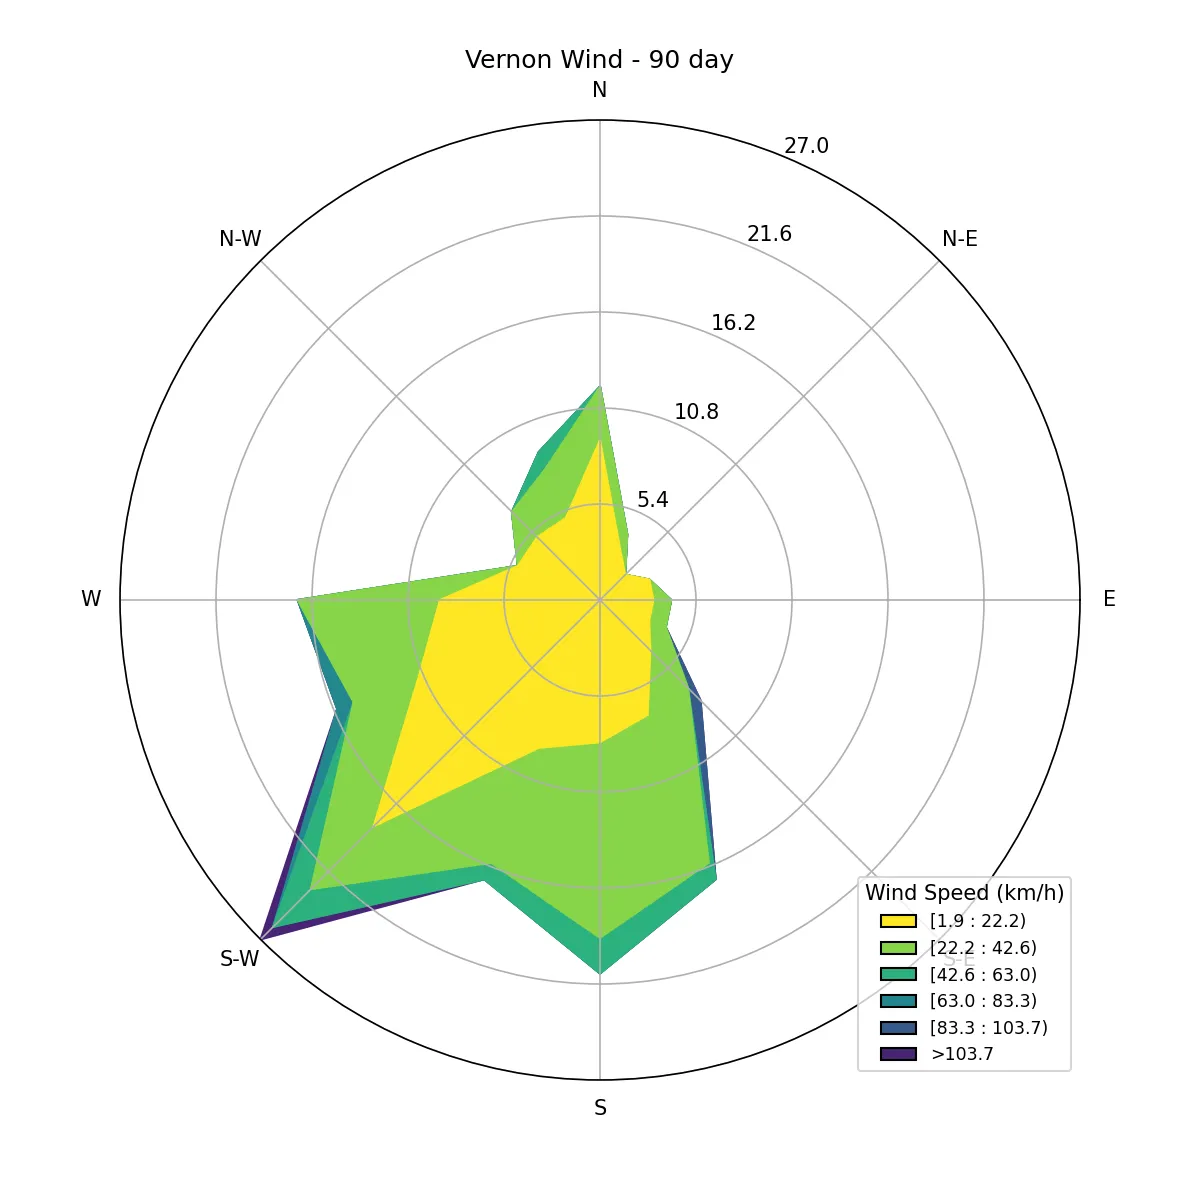 Vernon Wind - 90 day
N
27.0
N-W
21.6
N-E
16.2
10.8
5.4
W
E
S-W
S-E
S
Wind Speed (km/h)
[1.9 : 22.2)
[22.2 : 42.6)
[42.6 : 63.0)
[63.0 : 83.3)
[83.3 : 103.7)
>103.7